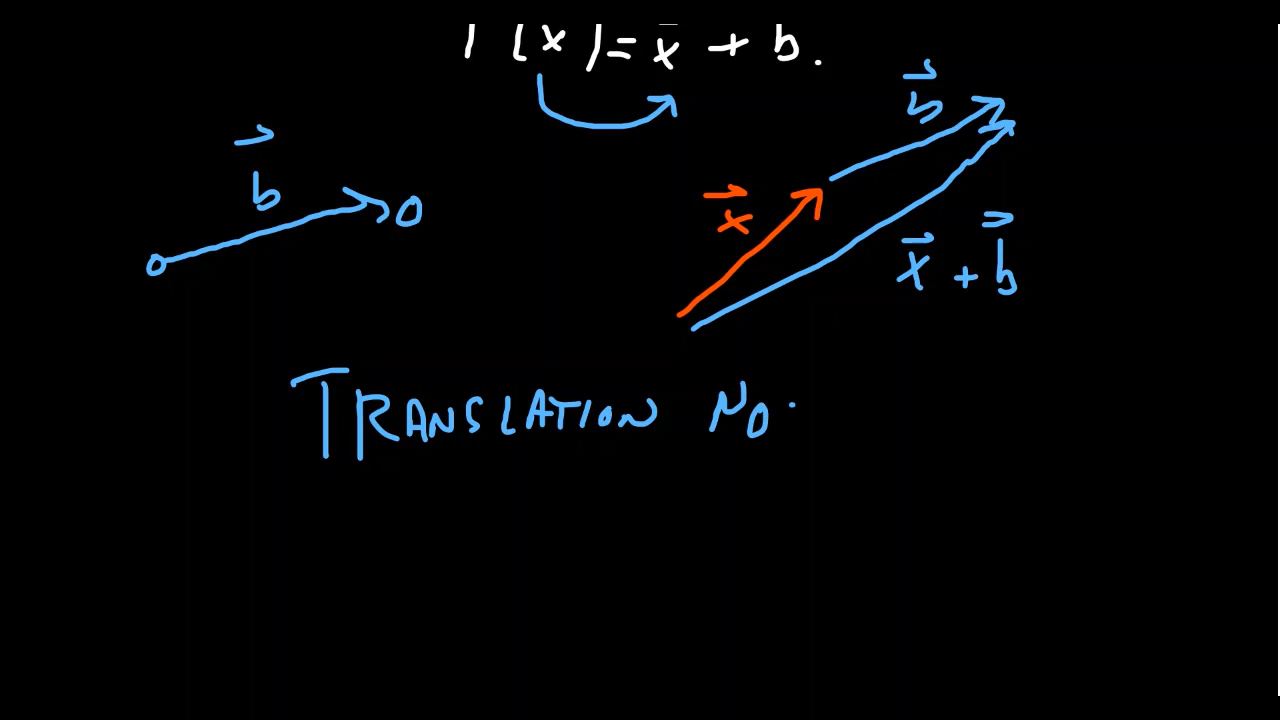 T(x) = x̄ + b.
b⃗
b⃗
x⃗
x⃗ + b⃗
TRANSLATION NO